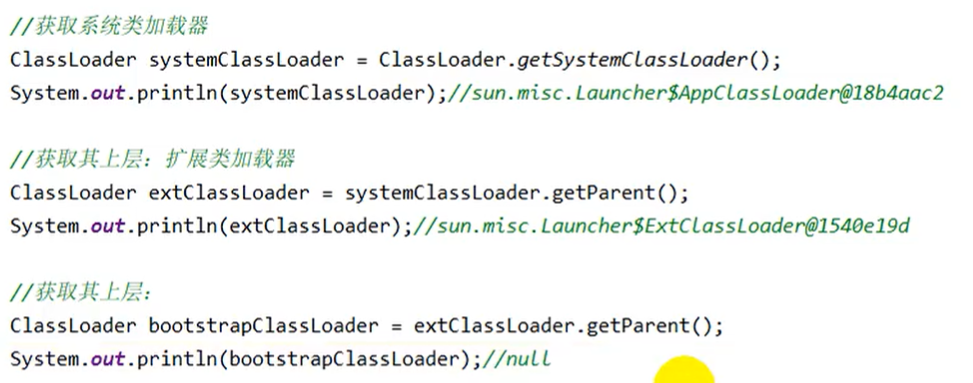 //获取系统类加载器
ClassLoader systemClassLoader = ClassLoader.getSystemClassLoader();
System.out.println(systemClassLoader);//sun.misc.Launcher$AppClassLoader@18b4aac2
//获取其上层：扩展类加载器
ClassLoader extClassLoader = systemClassLoader.getParent();
System.out.println(extClassLoader);//sun.misc.Launcher$ExtClassLoader@1540e19d
//获取其上层：
ClassLoader bootstrapClassLoader = extClassLoader.getParent();
System.out.println(bootstrapClassLoader);//null